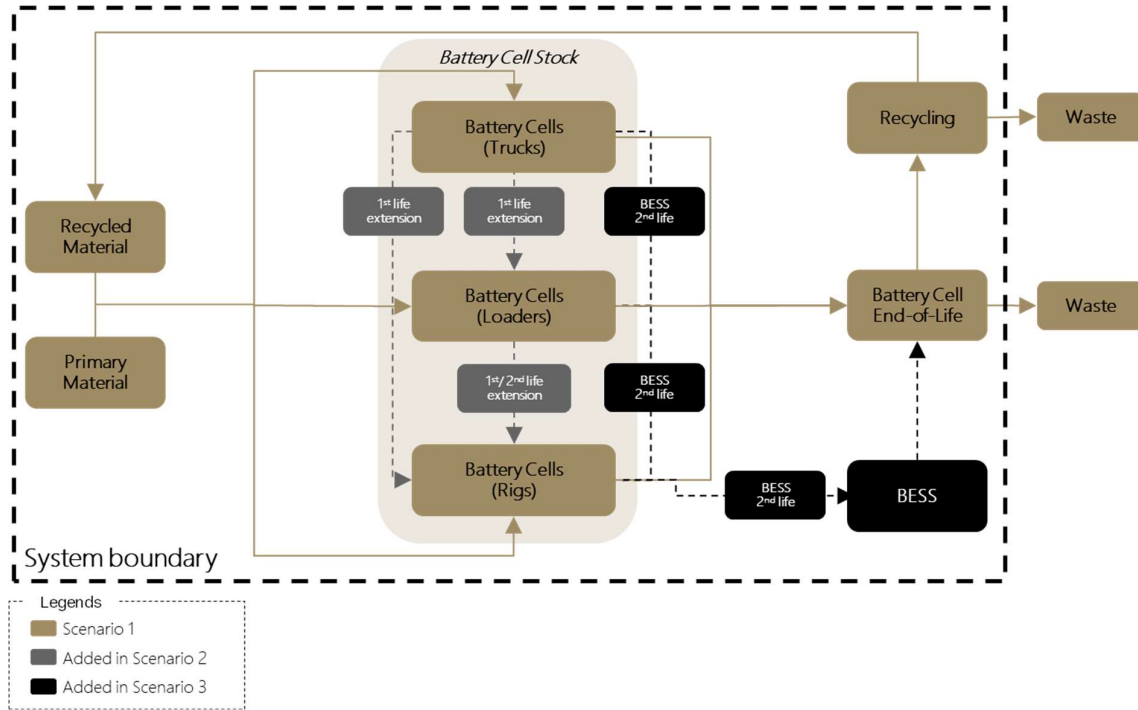 Battery Cell Stock
Battery Cells
(Trucks)
Recycling
Waste
1st life
extension
1st life
extension
BESS
2nd life
Recycled
Material
Battery Cells
(Loaders)
Battery Cell
End-of-Life
Waste
Primary
Material
1st/ 2nd life
extension
BESS
2nd life
Battery Cells
(Rigs)
BESS
2nd life
BESS
System boundary
Legends
Scenario 1
Added in Scenario 2
Added in Scenario 3